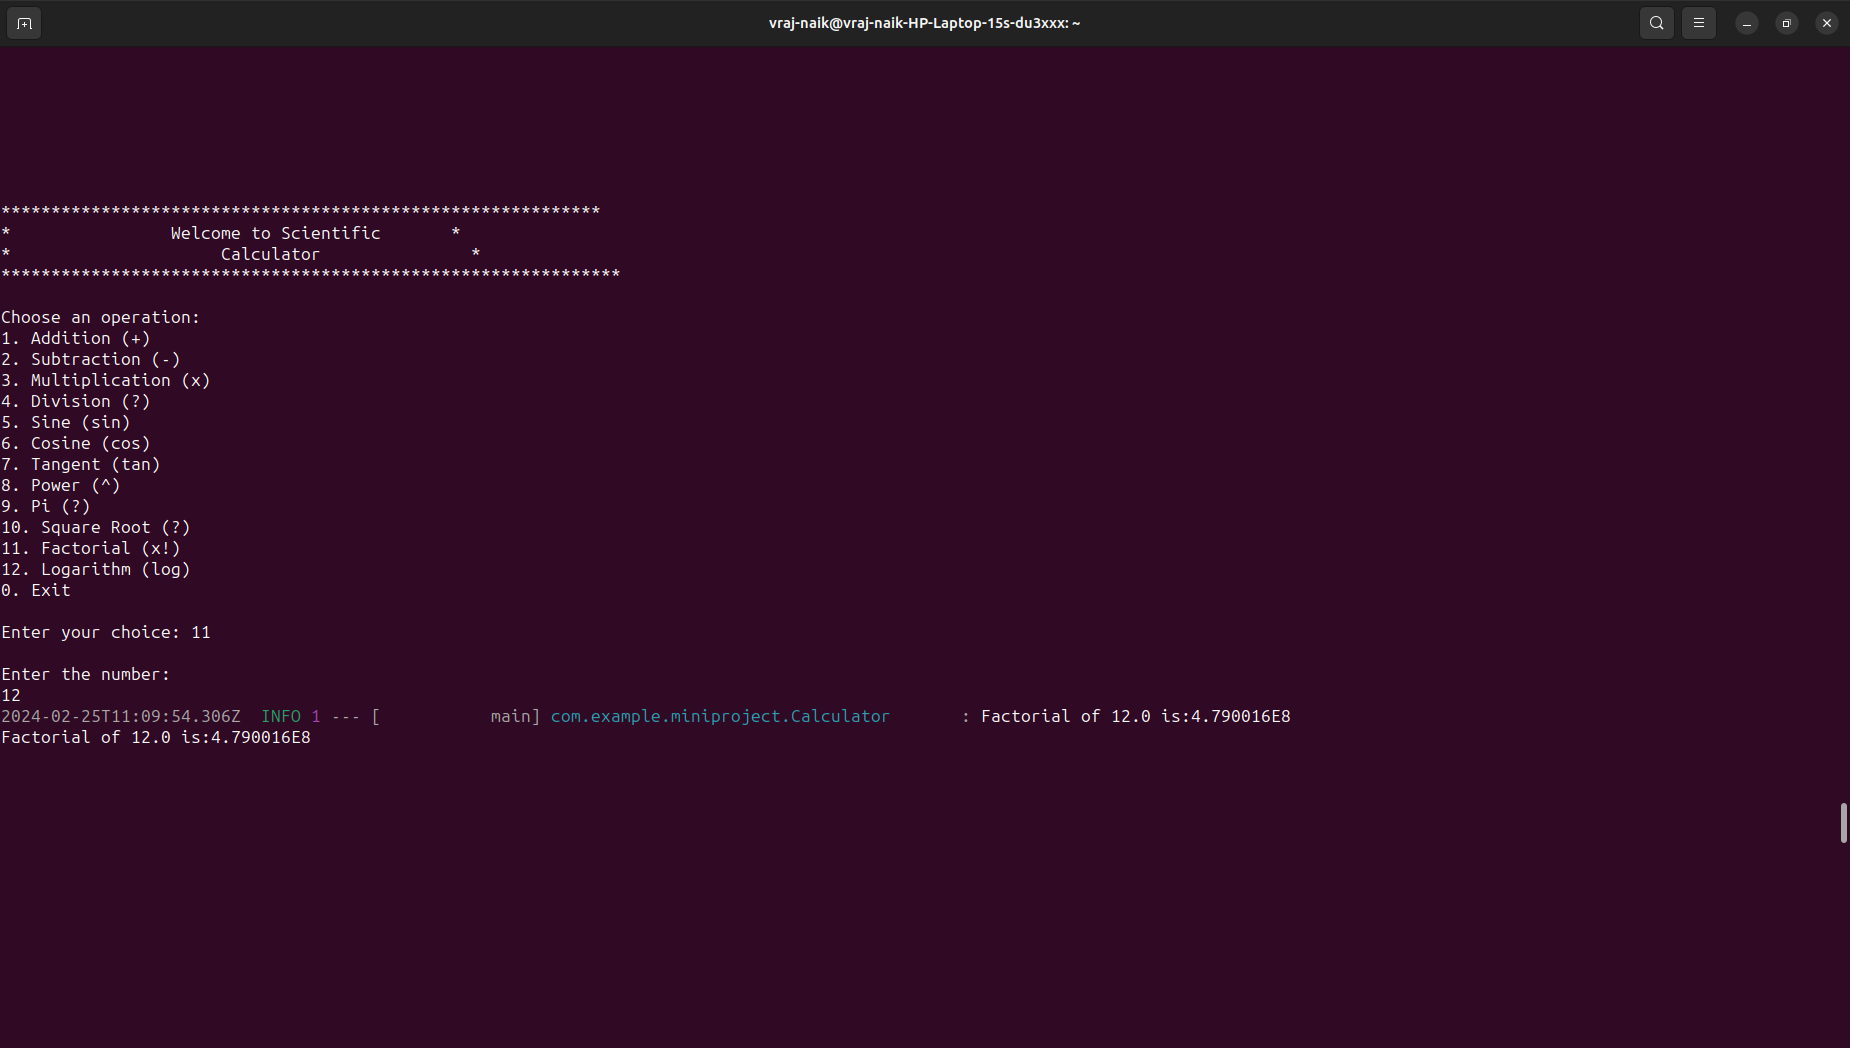 vraj-naik@vraj-naik-HP-Laptop-15s-du3xxx: ~
************************************************************
*                Welcome to Scientific       *
*                     Calculator               *
**************************************************************
Choose an operation:
1. Addition (+)
2. Subtraction (-)
3. Multiplication (x)
4. Division (?)
5. Sine (sin)
6. Cosine (cos)
7. Tangent (tan)
8. Power (^)
9. Pi (?)
10. Square Root (?)
11. Factorial (x!)
12. Logarithm (log)
0. Exit
Enter your choice: 11
Enter the number:
12
2024-02-25T11:09:54.306Z  INFO 1 --- [           main] com.example.miniproject.Calculator       : Factorial of 12.0 is:4.790016E8
Factorial of 12.0 is:4.790016E8